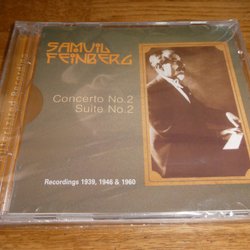 SAMUIL
FEINBERG
Concerto No.2
Suite No.2
Recordings 1939, 1946 & 1960